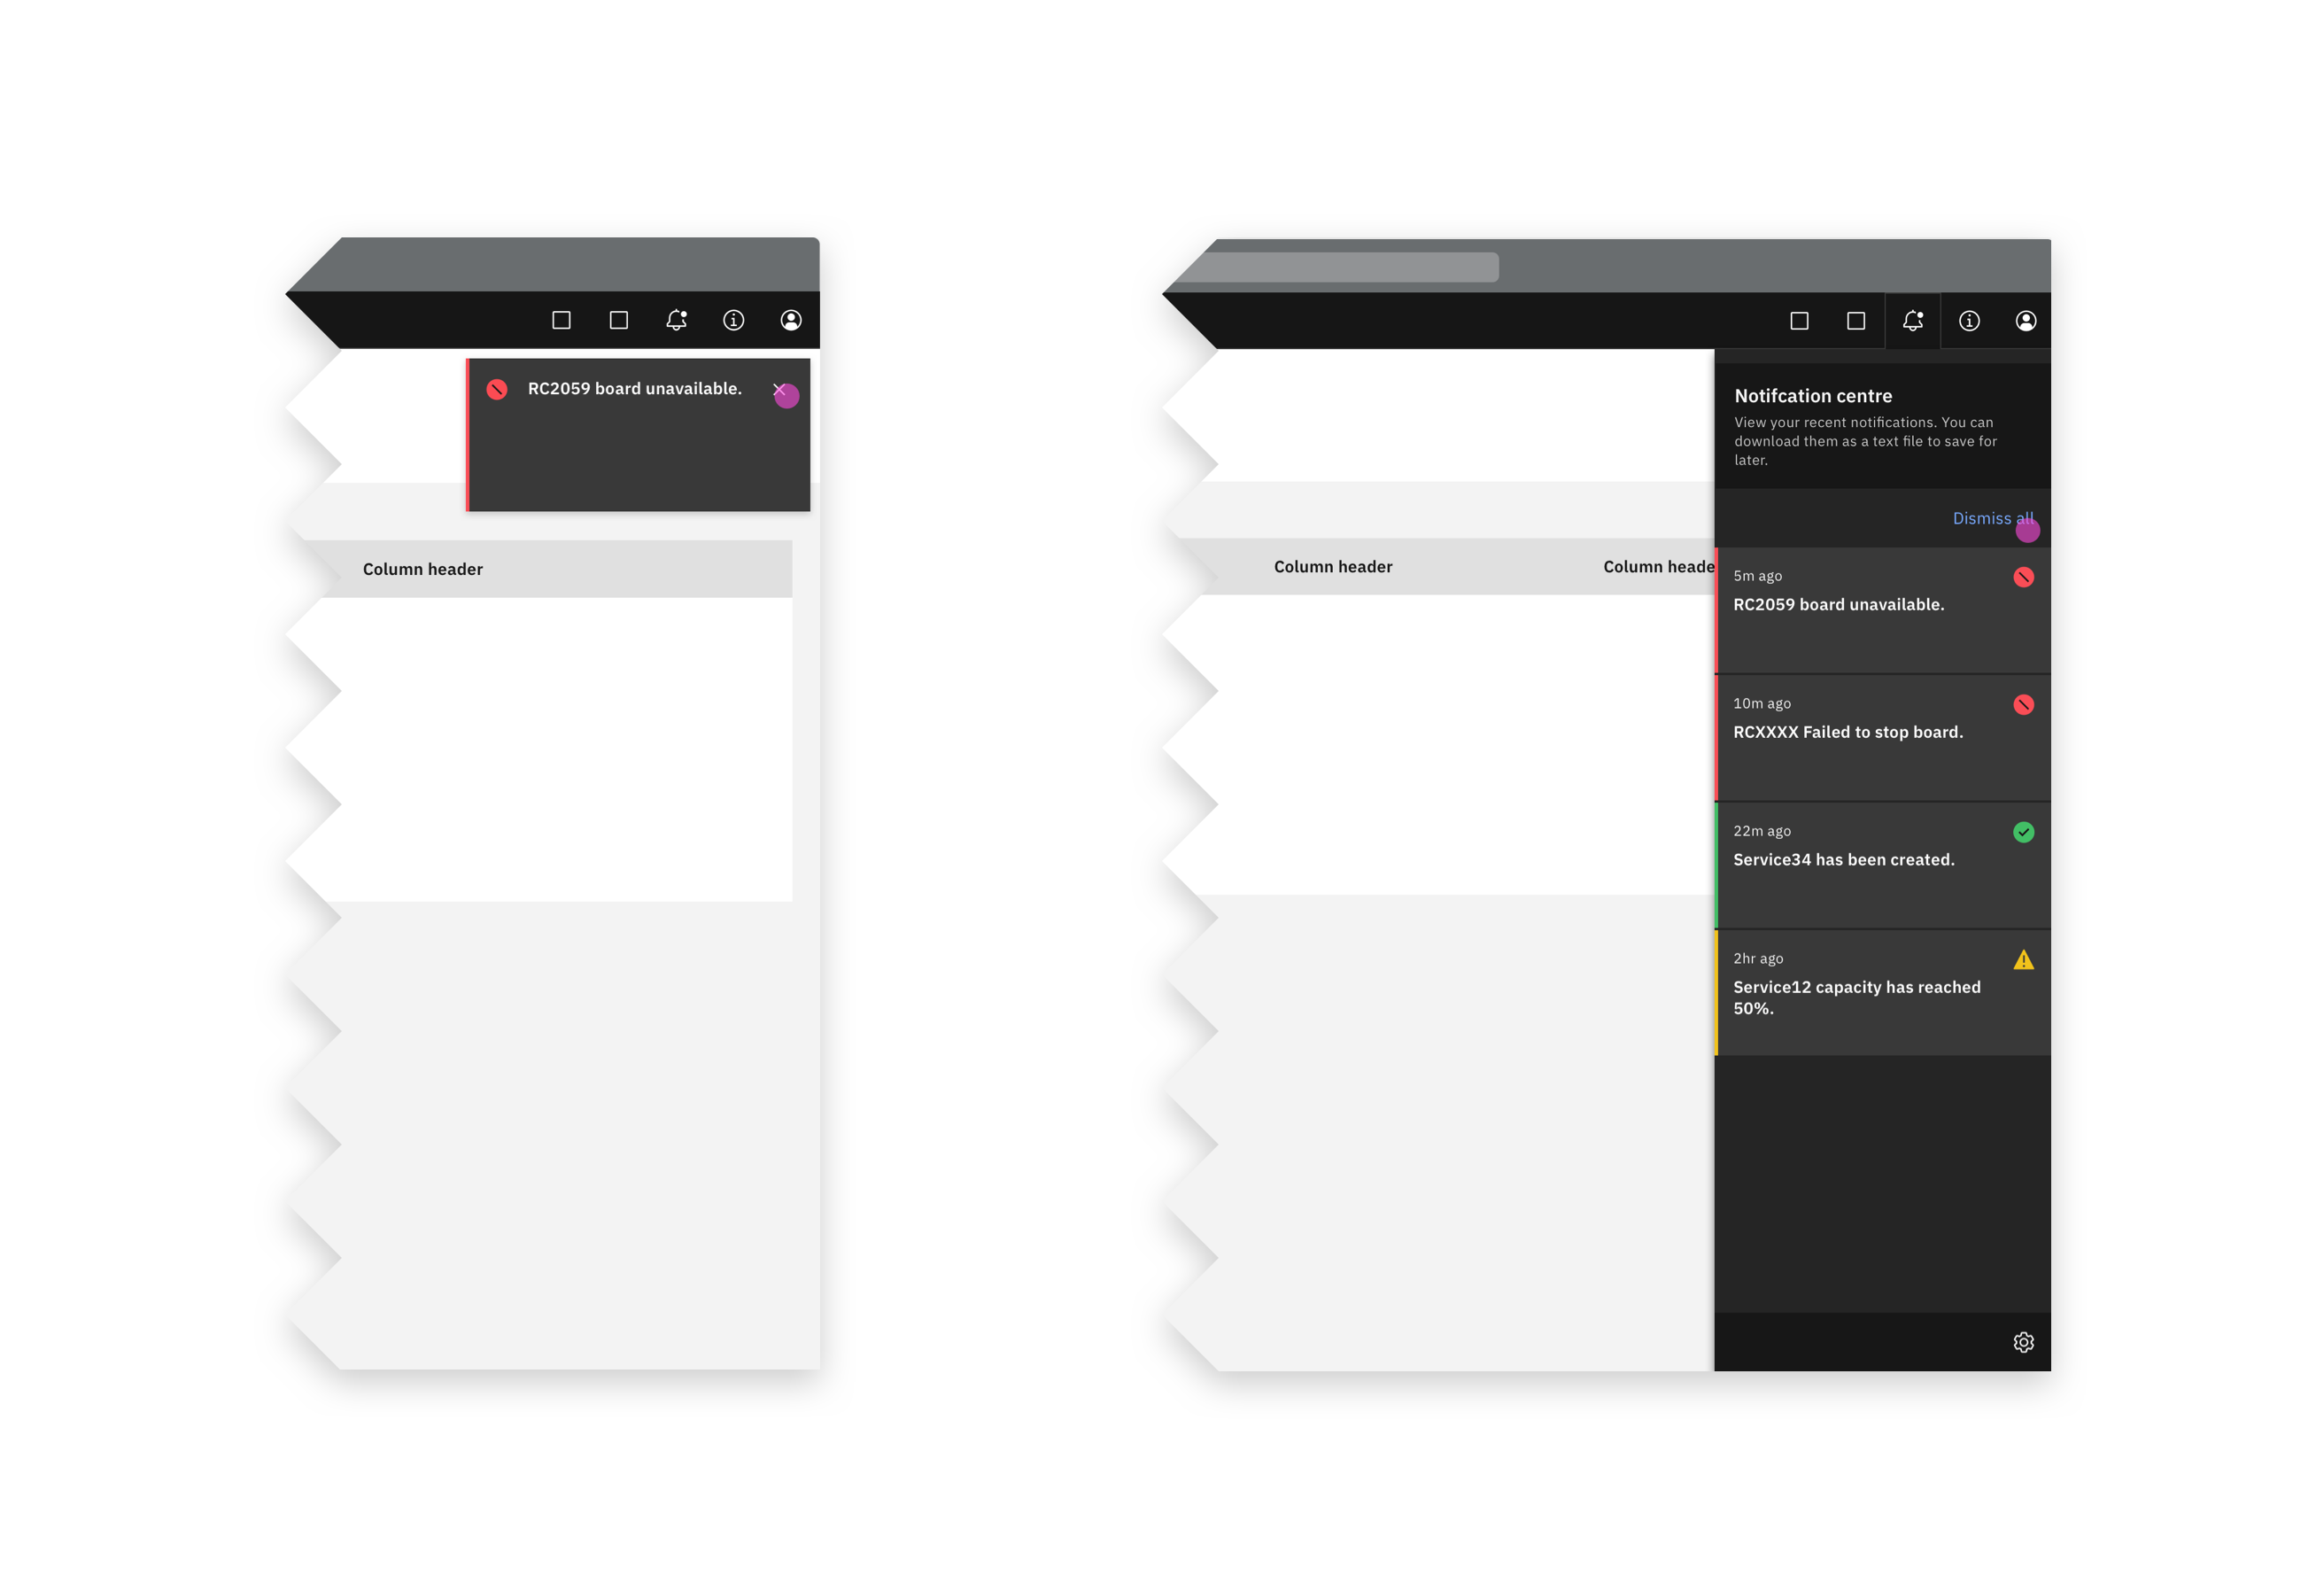 RC2059 board unavailable.
Column header
Notifcation centre
View your recent notifications. You can
download them as a text file to save for
later.
Dismiss all
Column header
Column heade
5m ago
RC2059 board unavailable.
10m ago
RCXXXX Failed to stop board.
22m ago
Service34 has been created.
2hr ago
Service12 capacity has reached
50%.